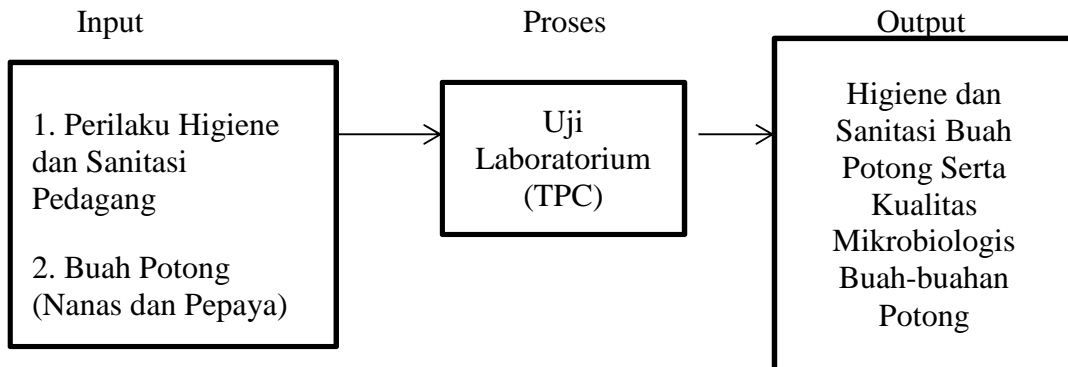 Input
Proses
Output
1. Perilaku Higiene
dan Sanitasi
Pedagang
2. Buah Potong
(Nanas dan Pepaya)
Uji
Laboratorium
(TPC)
Higiene dan
Sanitasi Buah
Potong Serta
Kualitas
Mikrobiologis
Buah-buahan
Potong